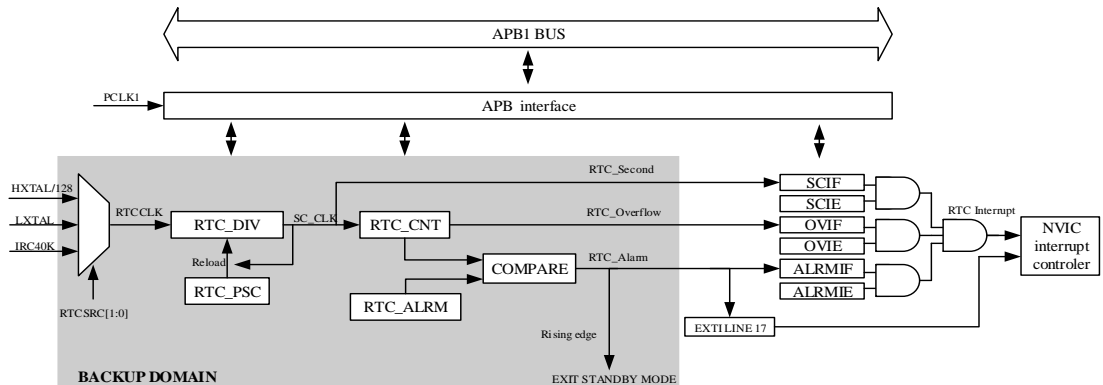 APB1 BUS
PCLK1
APB interface
HXTAL/128
LXTAL
IRC40K
RTCCLK
RTCSRC[1:0]
RTC_DIV
SC_CLK
Reload
RTC_PSC
RTC_CNT
RTC_ALRM
COMPARE
RTC_Second
RTC_Overflow
RTC_Alarm
Rising edge
EXIT STANDBY MODE
BACKUP DOMAIN
SCIF
SCIE
OVIF
OVIE
ALRMIF
ALRMIE
EXTI LINE 17
RTC Interrupt
NVIC
interrupt
controler